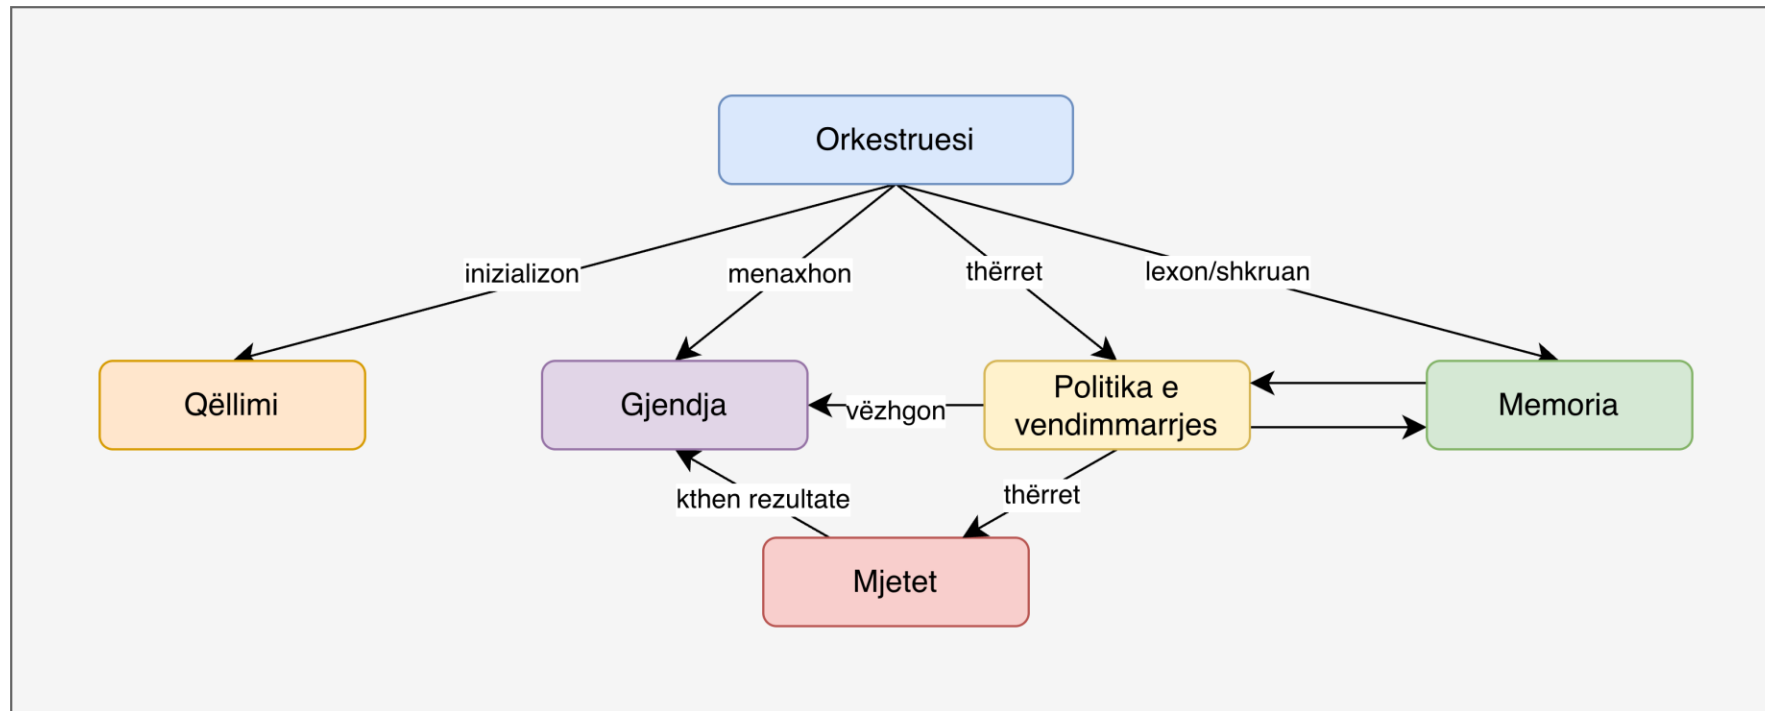 Orkestruesi
inizializon
menaxhon
thërret
lexon/shkruan
Qëllimi
Gjendja
vëzhgon
Politika e
vendimmarrjes
Memoria
kthen rezultate
thërret
Mjetet